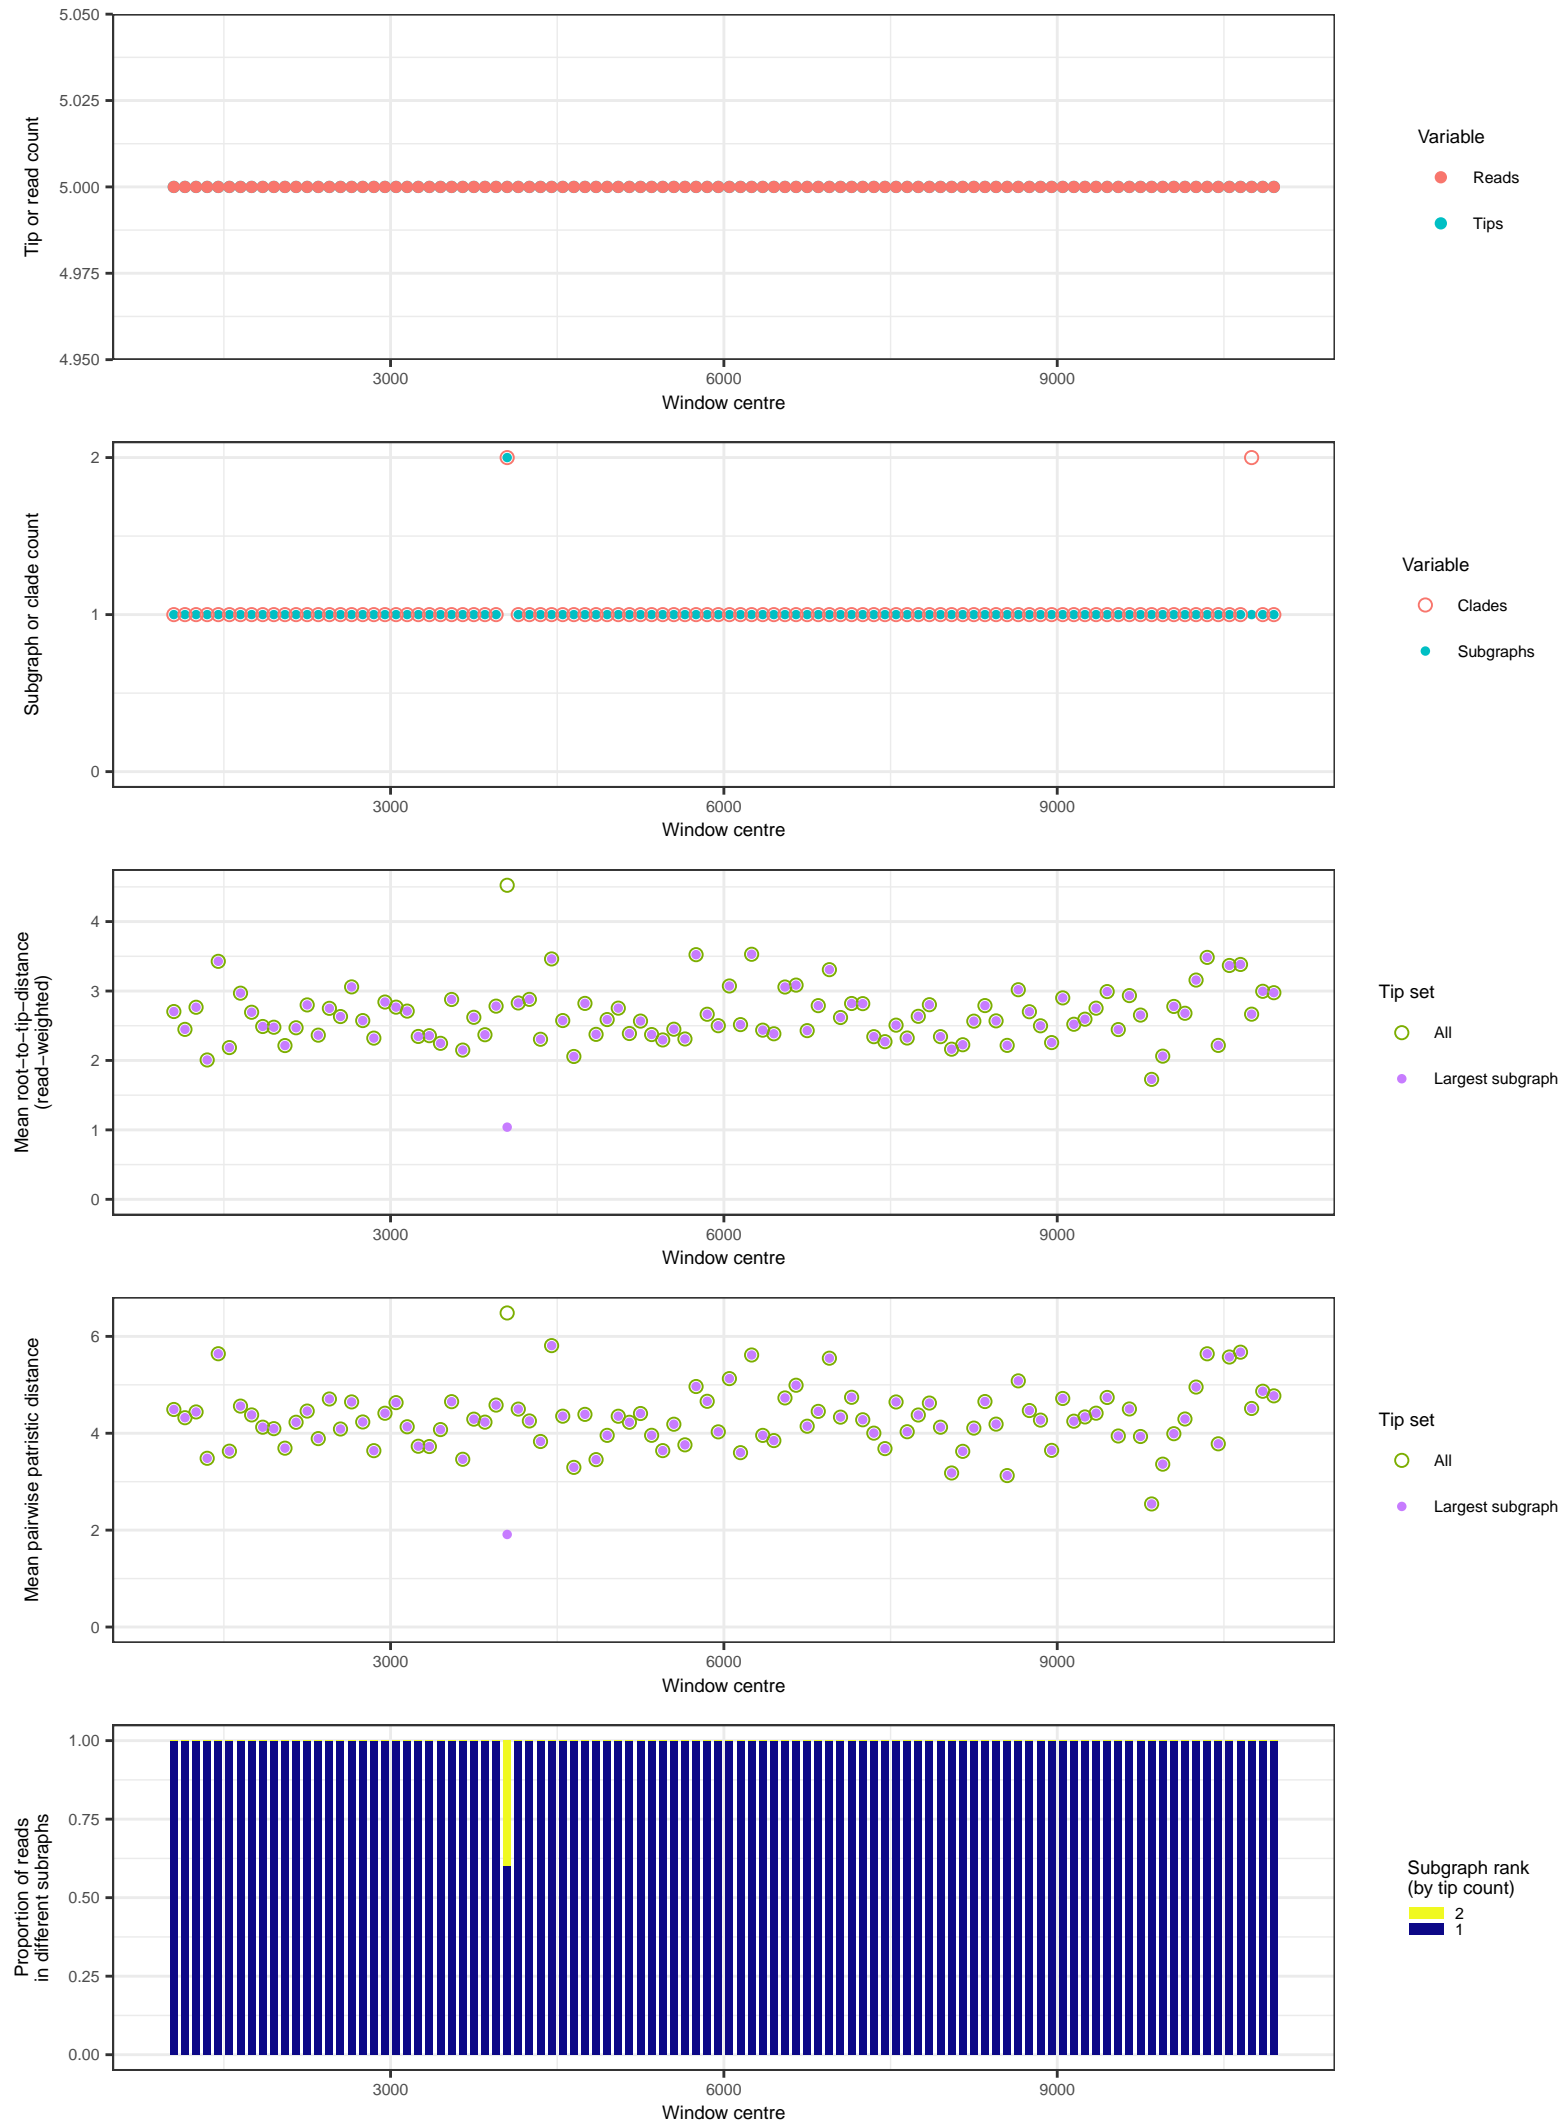 5.050
5.025
5.000
4.975
4.950
Tip or read count
3000 6000 9000
Window centre
Variable
Reads
Tips
2
1
0
Subgraph or clade count
3000 6000 9000
Window centre
Variable
Clades
Subgraphs
4
3
2
1
0
Mean root−to−tip−distance
(read−weighted)
3000 6000 9000
Window centre
Tip set
All
Largest subgraph
6
4
2
0
Mean pairwise patristic distance
3000 6000 9000
Window centre
Tip set
All
Largest subgraph
1.00
0.75
0.50
0.25
0.00
Proportion of reads
in different subraphs
3000 6000 9000
Window centre
Subgraph rank
(by tip count)
2
1